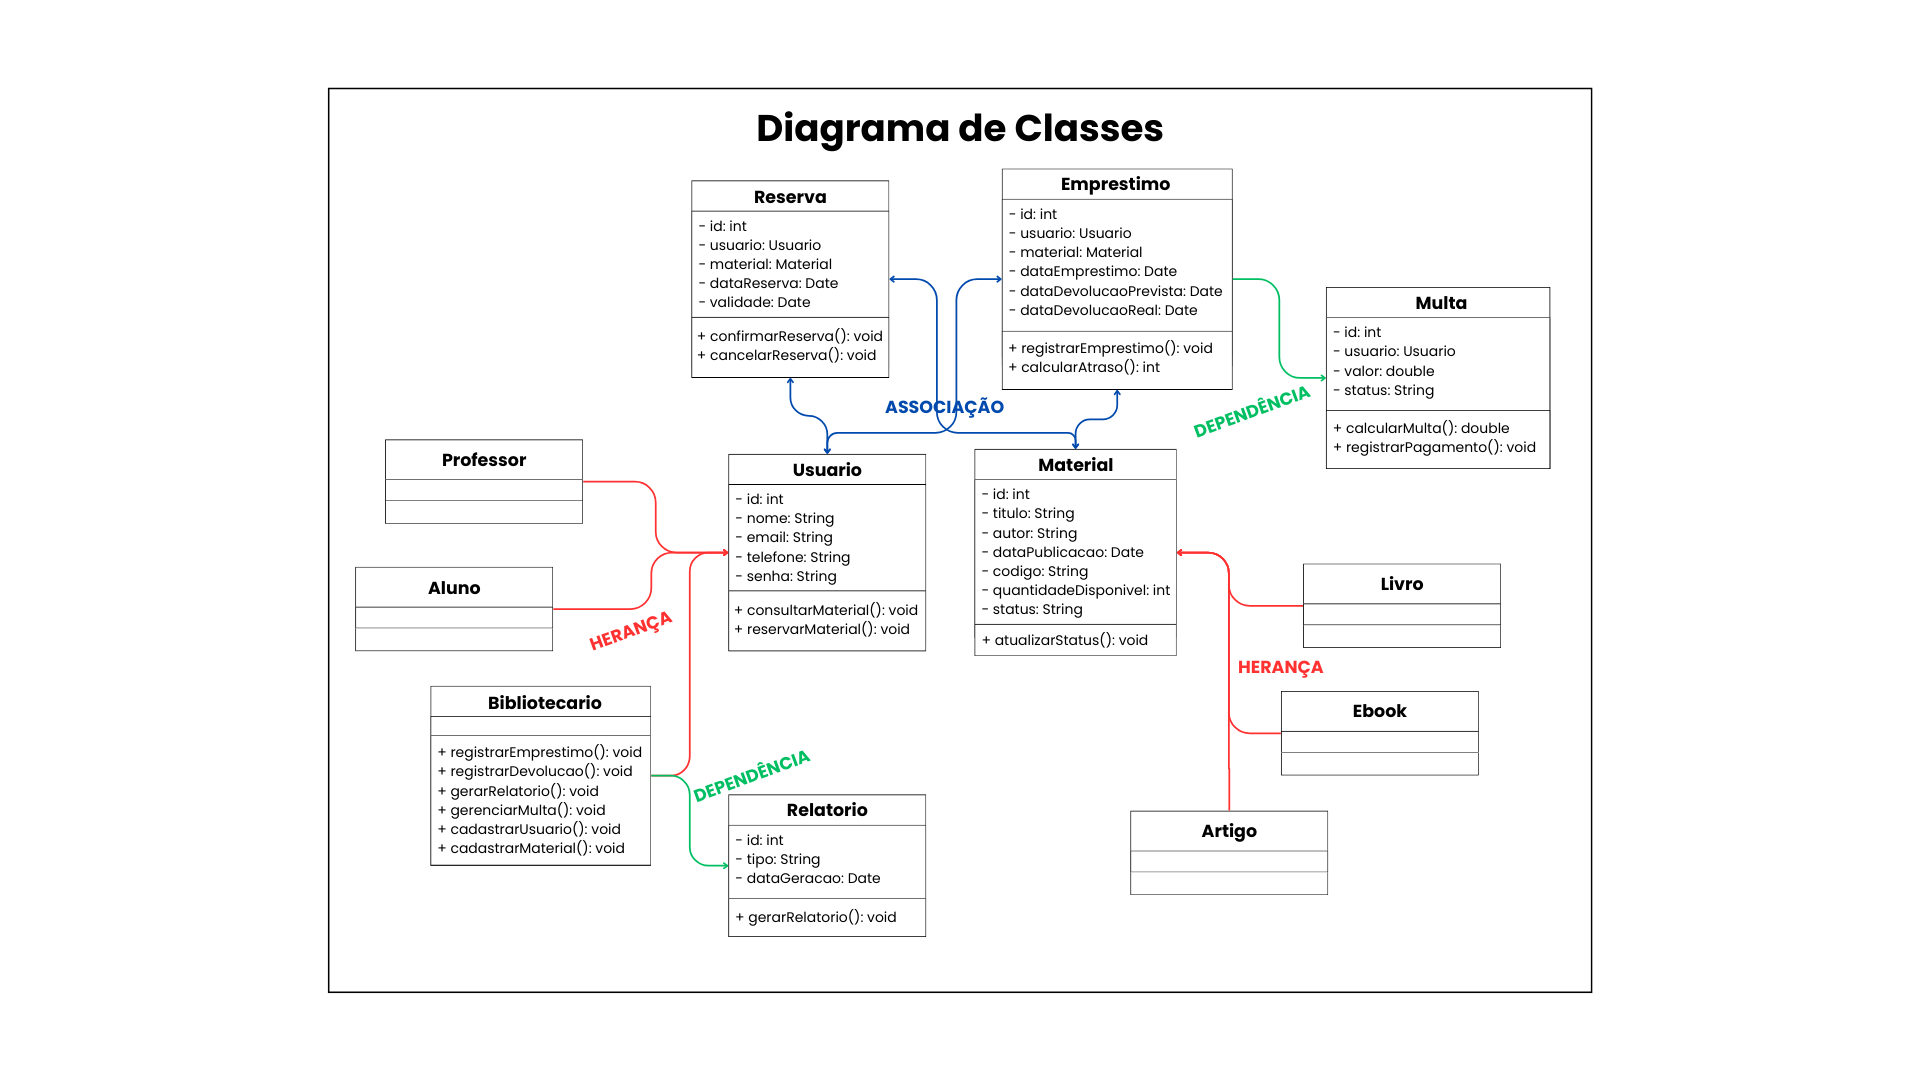 Diagrama de Classes
Reserva
- id: int
- usuario: Usuario
- material: Material
- dataReserva: Date
- validade: Date
+ confirmarReserva(): void
+ cancelarReserva(): void
Emprestimo
- id: int
- usuario: Usuario
- material: Material
- dataEmprestimo: Date
- dataDevolucaoPrevista: Date
- dataDevolucaoReal: Date
+ registrarEmprestimo(): void
+ calcularAtraso(): int
Multa
- id: int
- usuario: Usuario
- valor: double
- status: String
+ calcularMulta(): double
+ registrarPagamento(): void
ASSOCIAÇÃO
DEPENDÊNCIA
Professor
Aluno
HERANÇA
Usuario
- id: int
- nome: String
- email: String
- telefone: String
- senha: String
+ consultarMaterial(): void
+ reservarMaterial(): void
Material
- id: int
- titulo: String
- autor: String
- dataPublicacao: Date
- codigo: String
- quantidadeDisponivel: int
- status: String
+ atualizarStatus(): void
Livro
HERANÇA
Ebook
Artigo
Bibliotecario
+ registrarEmprestimo(): void
+ registrarDevolucao(): void
+ gerarRelatorio(): void
+ gerenciarMulta(): void
+ cadastrarUsuario(): void
+ cadastrarMaterial(): void
DEPENDÊNCIA
Relatorio
- id: int
- tipo: String
- dataGeracao: Date
+ gerarRelatorio(): void